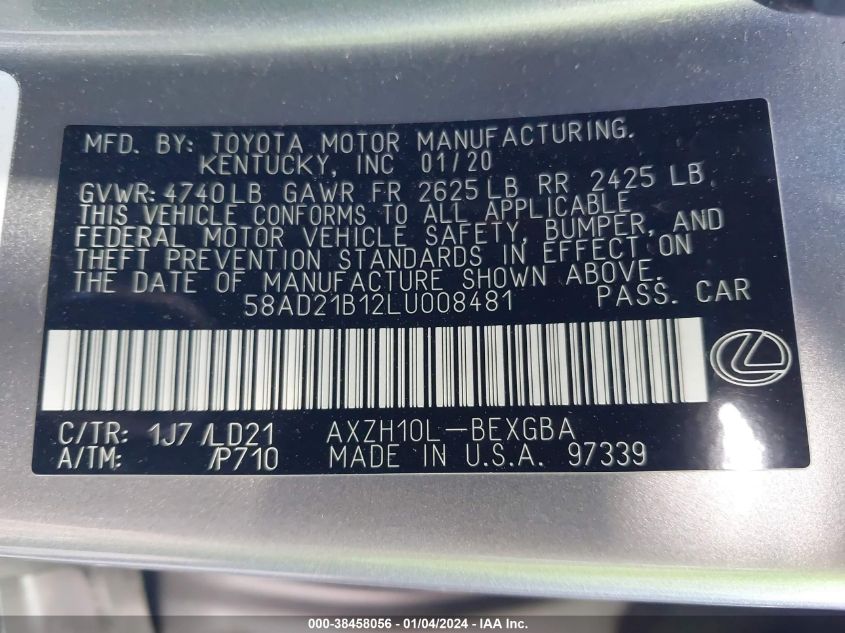 MFD. BY: TOYOTA MOTOR MANUFACTURING.
KENTUCKY, INC 01/20
GVWR: 4740LB GAWR FR 2625 LB RR 2425 LB
THIS VEHICLE CONFORMS TO ALL APPLICABLE
FEDERAL MOTOR VEHICLE SAFETY, BUMPER, AND
THEFT PREVENTION STANDARDS IN EFFECT ON
THE DATE OF MANUFACTURE SHOWN ABOVE.
58AD21B12LU008481 PASS. CAR
C/TR: 1J7 /LD21 AXZH10L-BEXGBA
A/TM: /P710 MADE IN U.S.A. 97339
000-38458056 - 01/04/2024 - IAA Inc.